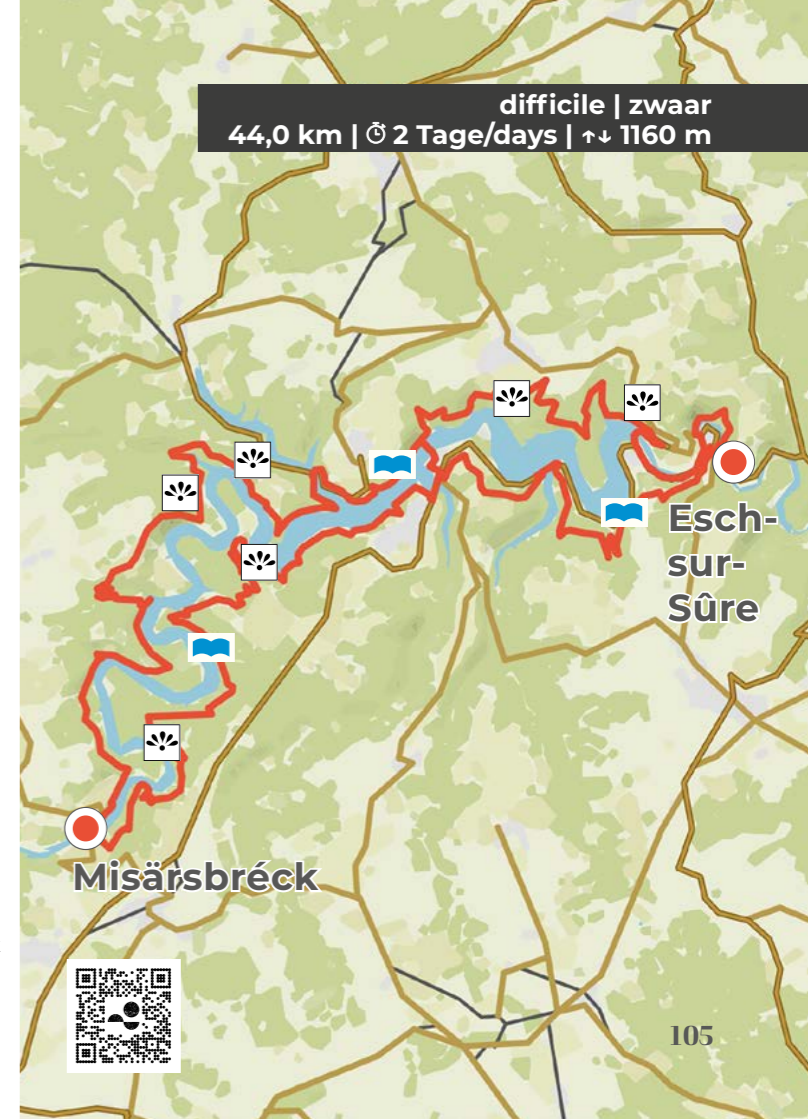 difficile | zwaar
44,0 km | ⏱ 2 Tage/days | ↑↓ 1160 m
Esch-
sur-
Sûre
Misärsbréck
105